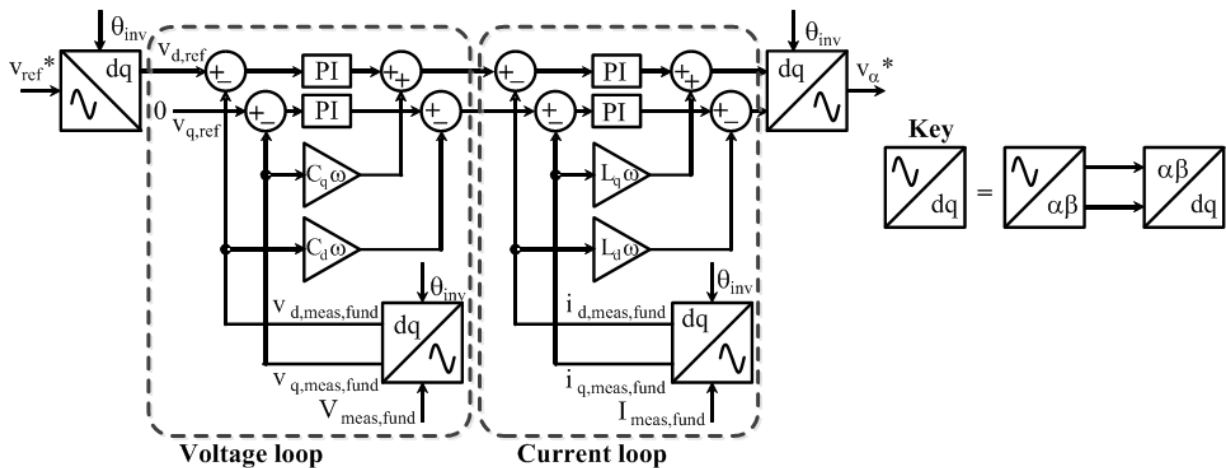 θinv
vref*
dq
vd,ref
PI
PI
θinv
dq
vα*
0
vq,ref
PI
PI
Cqω
Lqω
Cdω
Ldω
θinv
vd,meas,fund
dq
vq,meas,fund
Vmeas,fund
θinv
id,meas,fund
dq
iq,meas,fund
Imeas,fund
Voltage loop
Current loop
Key
dq
=
αβ
αβ
dq